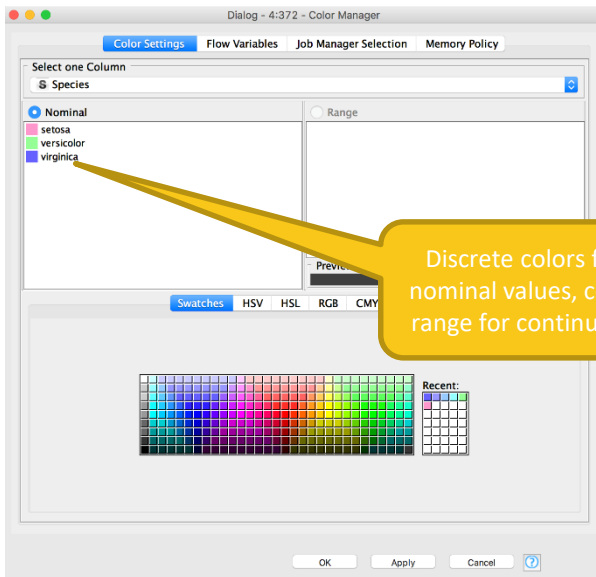 Dialog - 4:372 - Color Manager
Color Settings Flow Variables Job Manager Selection Memory Policy
Select one Column
S Species
Nominal
Range
setosa
versicolor
virginica
Discrete colors
nominal values,
range for
Swatches HSV HSL RGB
Recent:
OK Apply Cancel ?